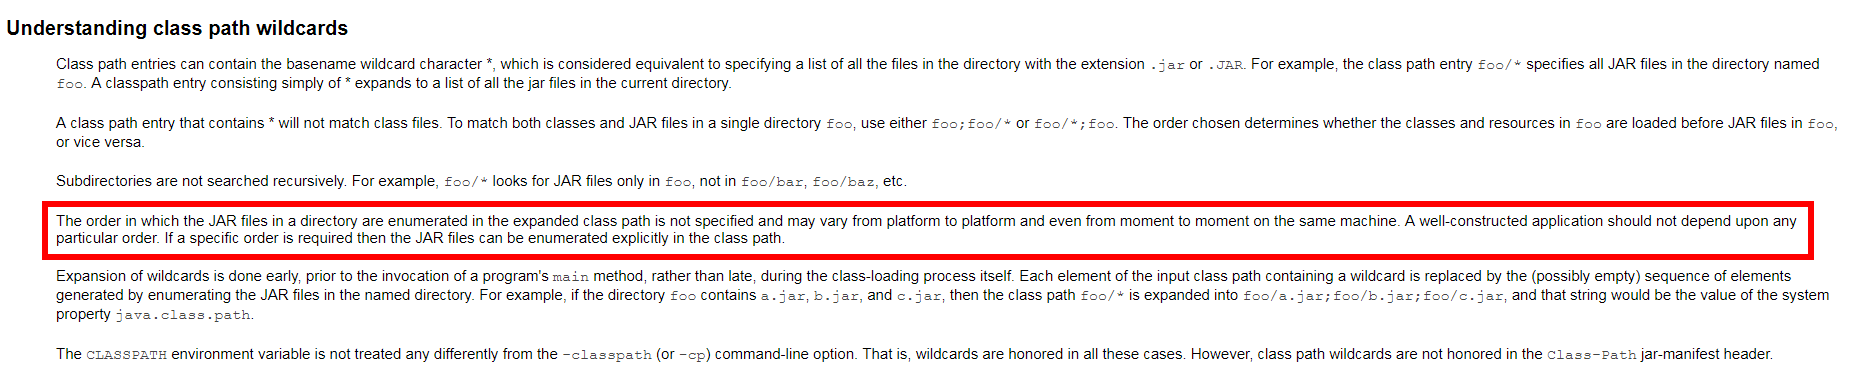 Understanding class path wildcards
Class path entries can contain the basename wildcard character *, which is considered equivalent to specifying a list of all the files in the directory with the extension .jar or .JAR. For example, the class path entry foo/* specifies all JAR files in the directory named
foo. A classpath entry consisting simply of * expands to a list of all the jar files in the current directory.
A class path entry that contains * will not match class files. To match both classes and JAR files in a single directory foo, use either foo;foo/* or foo/*;foo. The order chosen determines whether the classes and resources in foo are loaded before JAR files in foo,
or vice versa.
Subdirectories are not searched recursively. For example, foo/* looks for JAR files only in foo, not in foo/bar, foo/baz, etc.
The order in which the JAR files in a directory are enumerated in the expanded class path is not specified and may vary from platform to platform and even from moment to moment on the same machine. A well-constructed application should not depend upon any
particular order. If a specific order is required then the JAR files can be enumerated explicitly in the class path.
Expansion of wildcards is done early, prior to the invocation of a program's main method, rather than late, during the class-loading process itself. Each element of the input class path containing a wildcard is replaced by the (possibly empty) sequence of elements
generated by enumerating the JAR files in the named directory. For example, if the directory foo contains a.jar, b.jar, and c.jar, then the class path foo/* is expanded into foo/a.jar;foo/b.jar;foo/c.jar, and that string would be the value of the system
property java.class.path.
The CLASSPATH environment variable is not treated any differently from the -classpath (or -cp) command-line option. That is, wildcards are honored in all these cases. However, class path wildcards are not honored in the Class-Path jar-manifest header.